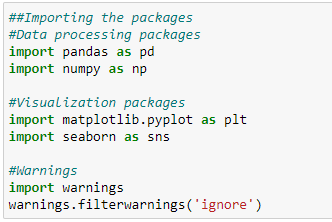 ##Importing the packages
#Data processing packages
import pandas as pd
import numpy as np

#Visualization packages
import matplotlib.pyplot as plt
import seaborn as sns

#Warnings
import warnings
warnings.filterwarnings('ignore')